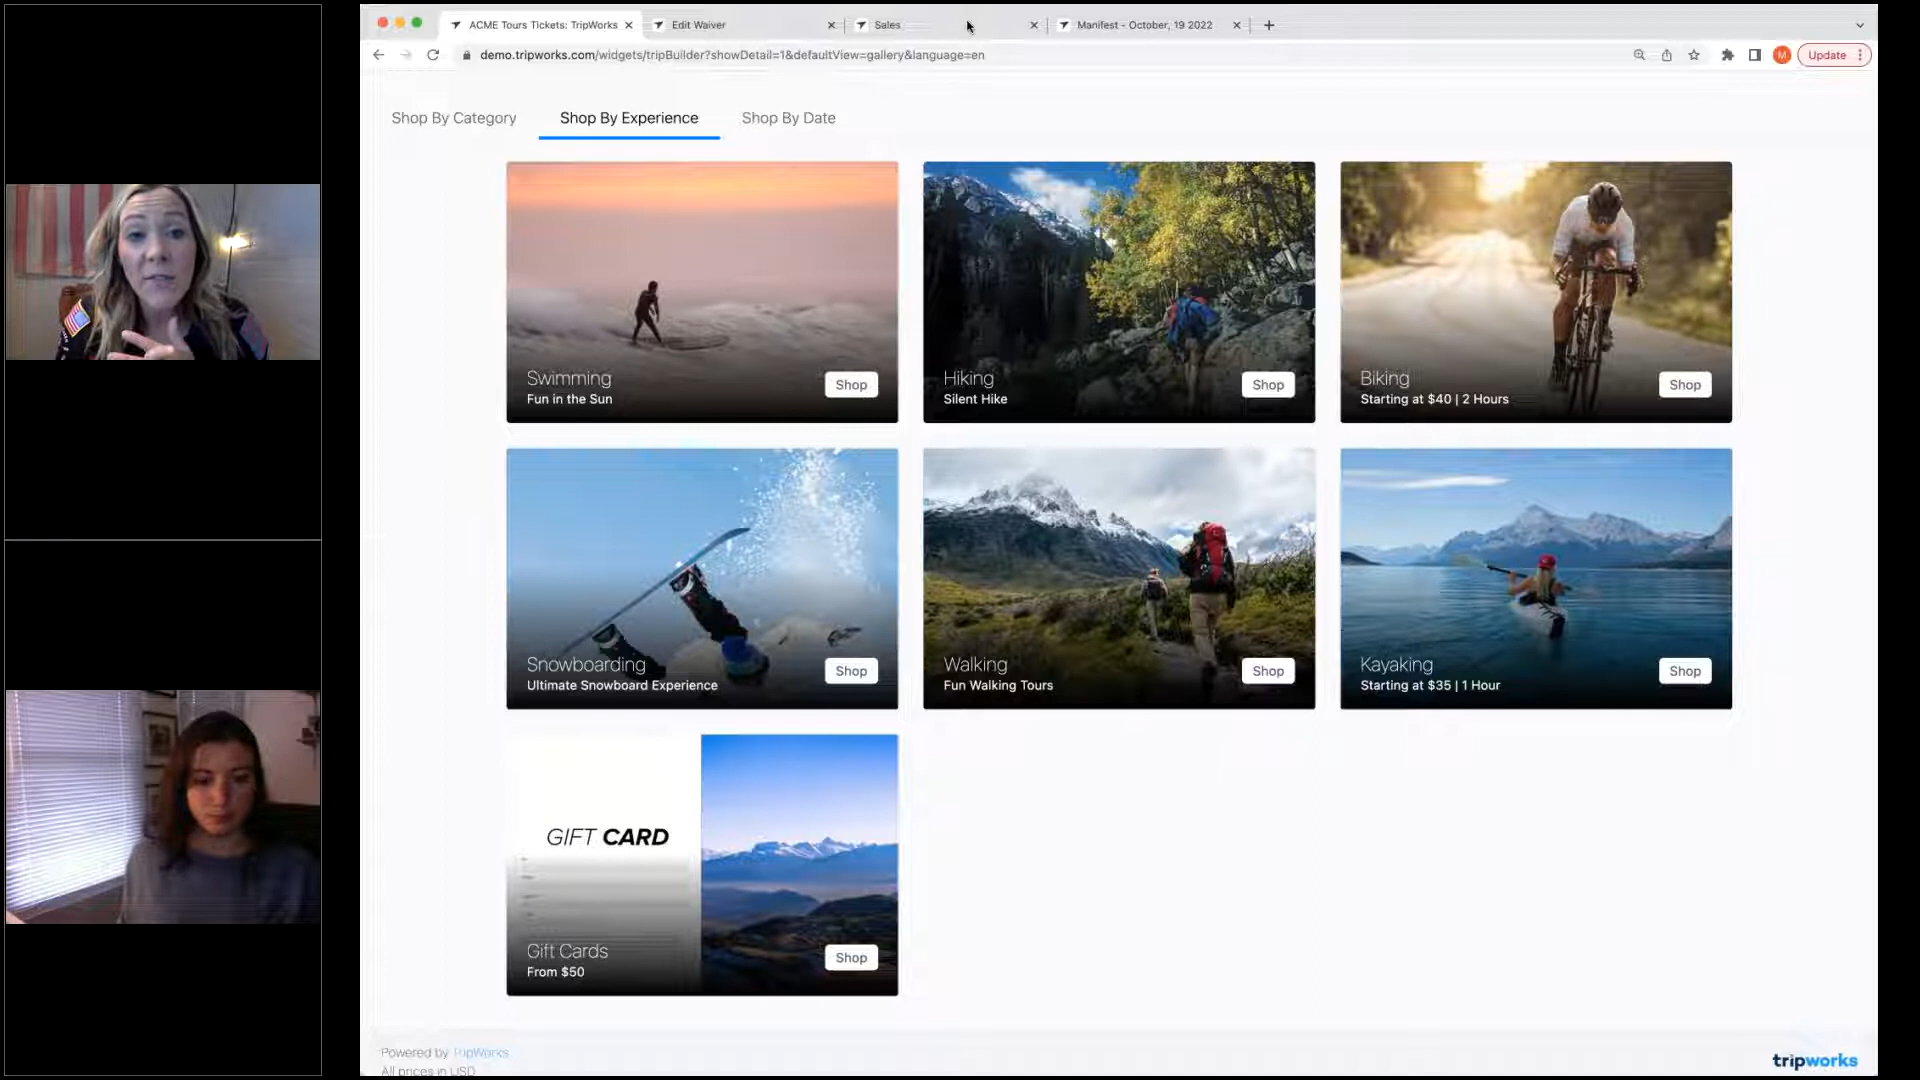 ACME Tours Tickets: TripWorks
Edit Waiver
Sales
Manifest - October, 19 2022
demo.tripworks.com/widgets/tripBuilder?showDetail=1&defaultView=gallery&language=en
M
Update
Shop By Category
Shop By Experience
Shop By Date
Swimming
Fun in the Sun
Shop
Hiking
Silent Hike
Shop
Biking
Starting at $40 | 2 Hours
Shop
Snowboarding
Ultimate Snowboard Experience
Shop
Walking
Fun Walking Tours
Shop
Kayaking
Starting at $35 | 1 Hour
Shop
GIFT CARD
Gift Cards
From $50
Shop
Powered by TripWorks
All prices in USD
tripworks